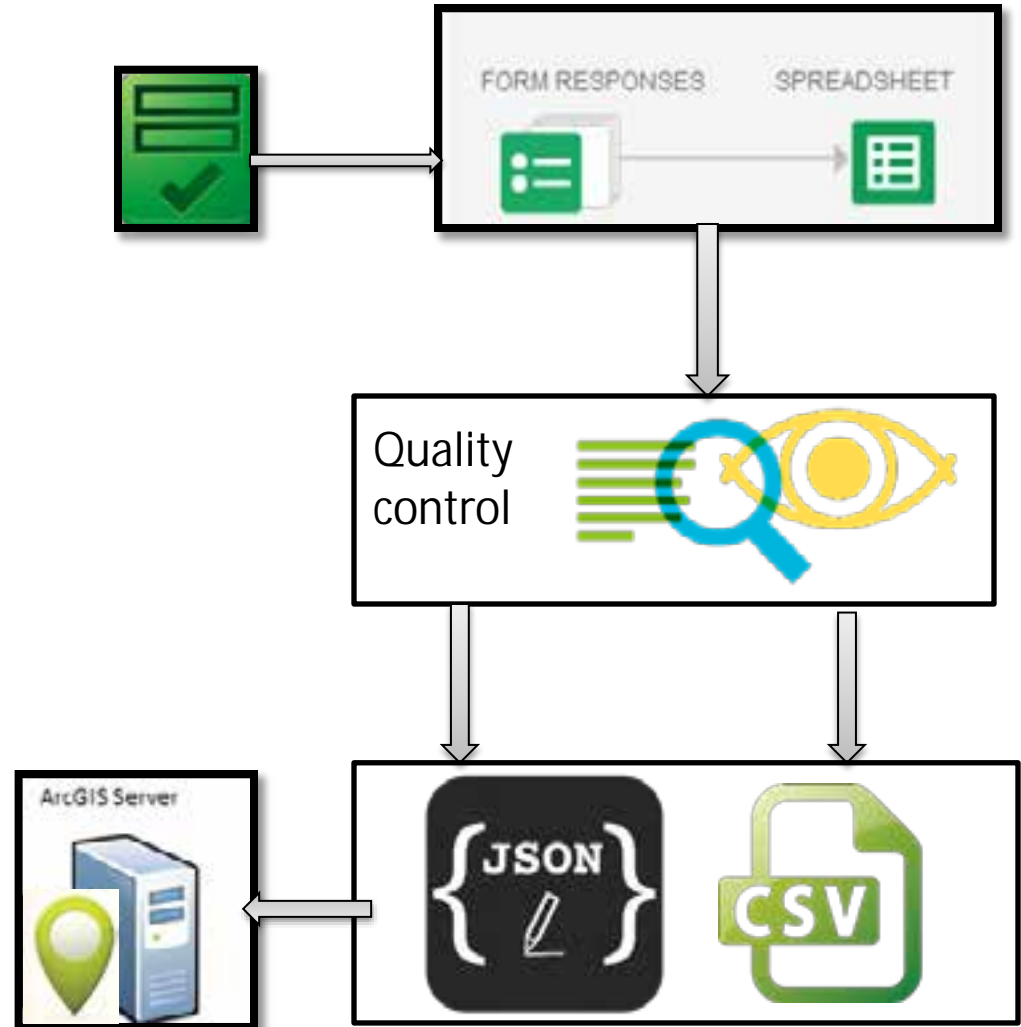 FORM RESPONSES
SPREADSHEET
Quality
control
ArcGIS Server
{JSON}
CSV